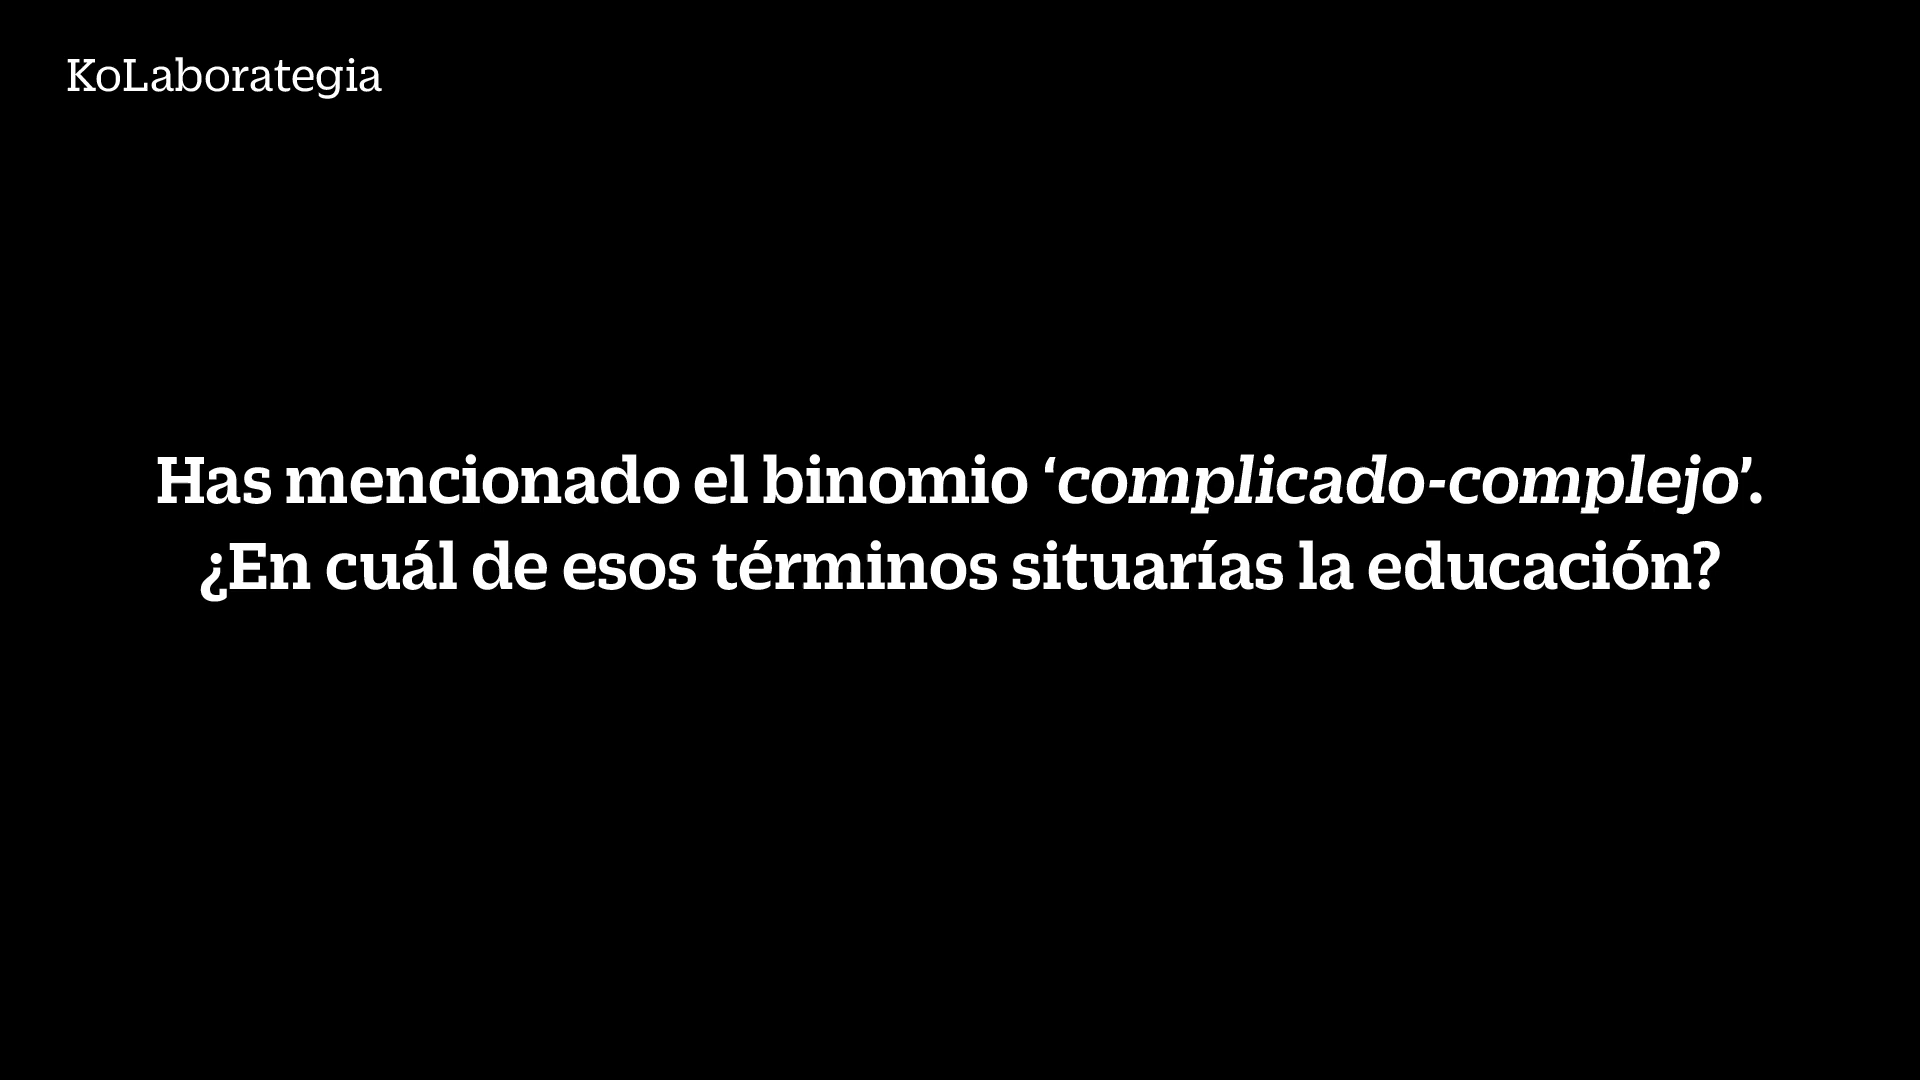 KoLaborategia
Has mencionado el binomio ‘complicado-complejo’.
¿En cuál de esos términos situarías la educación?